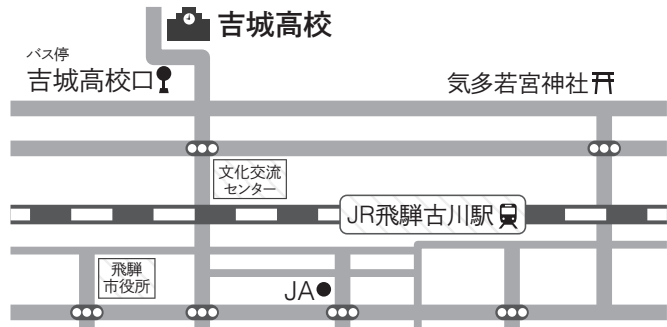 吉城高校
バス停
吉城高校口
気多若宮神社
文化交流
センター
JR飛騨古川駅
飛騨
市役所
JA